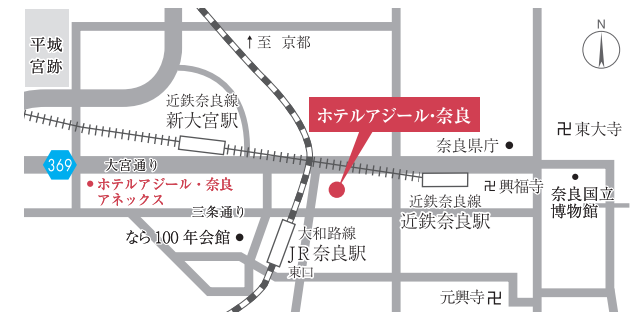 平城
宮跡
至 京都
N
近鉄奈良線
新大宮駅
ホテルアジール・奈良
卍 東大寺
奈良県庁
369
大宮通り
ホテルアジール・奈良
アネックス
卍 興福寺
奈良国立
博物館
近鉄奈良線
近鉄奈良駅
三条通り
なら100年会館
大和路線
JR奈良駅
東口
元興寺 卍